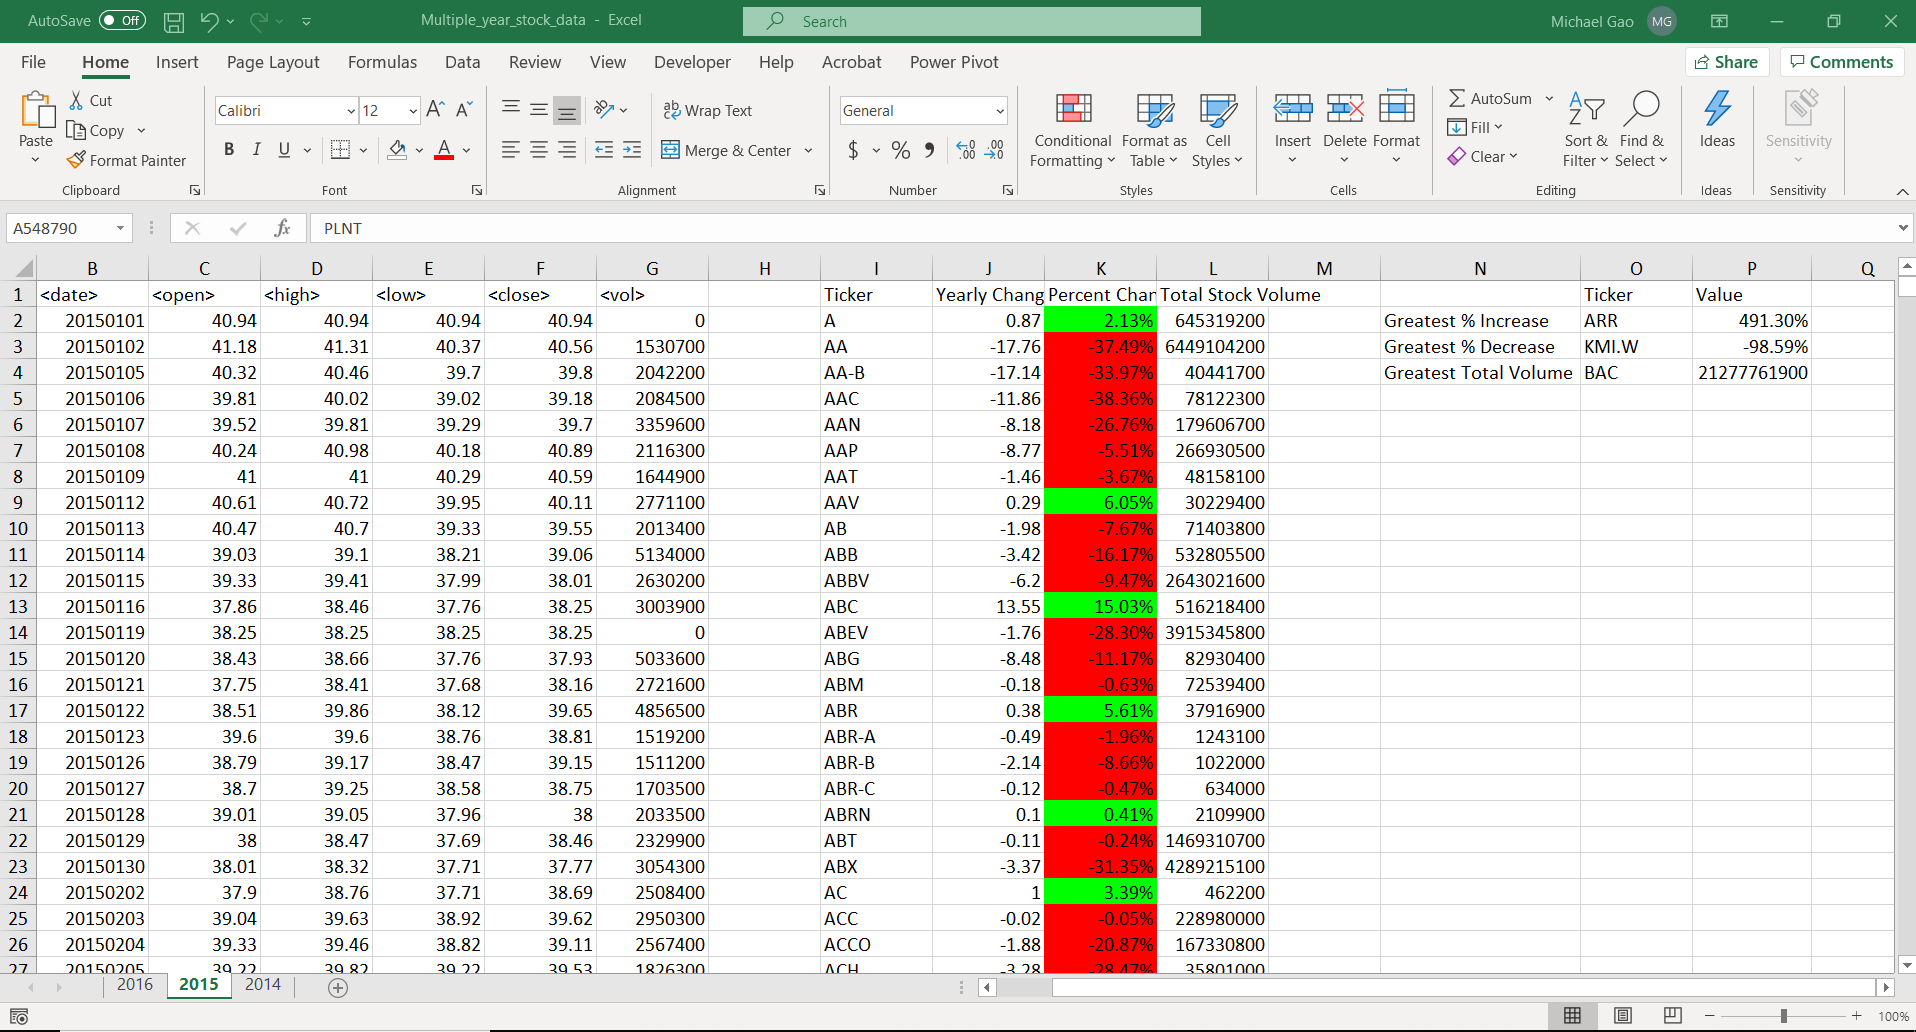 AutoSave Off Multiple_year_stock_data - Excel Search Michael Gao MG
File Home Insert Page Layout Formulas Data Review View Developer Help Acrobat Power Pivot Share Comments
Paste Cut Copy Format Painter Clipboard
Calibri 12 A A B I U A Font
ab Wrap Text Merge & Center Alignment
General $ % 9 .00 .00 Number
Conditional Formatting Format as Table Cell Styles Styles
Insert Delete Format Cells
AutoSum Fill Clear Sort & Filter Find & Select Editing
Ideas Ideas Sensitivity Sensitivity
A548790 fx PLNT
B C D E F G H I J K L M N O P Q
1 <date> <open> <high> <low> <close> <vol> Ticker Yearly Chang Percent Char Total Stock Volume Ticker Value
2 20150101 40.94 40.94 40.94 40.94 0 A 0.87 2.13% 645319200 Greatest % Increase ARR 491.30%
3 20150102 41.18 41.31 40.37 40.56 1530700 AA -17.76 -37.49% 6449104200 Greatest % Decrease KMI.W -98.59%
4 20150105 40.32 40.46 39.7 39.8 2042200 AA-B -17.14 -33.97% 40441700 Greatest Total Volume BAC 21277761900
5 20150106 39.81 40.02 39.02 39.18 2084500 AAC -11.86 -38.36% 78122300
6 20150107 39.52 39.81 39.29 39.7 3359600 AAN -8.18 -26.76% 179606700
7 20150108 40.24 40.98 40.18 40.89 2116300 AAP -8.77 -5.51% 266930500
8 20150109 41 41 40.29 40.59 1644900 AAT -1.46 -3.67% 48158100
9 20150112 40.61 40.72 39.95 40.11 2771100 AAV 0.29 6.05% 30229400
10 20150113 40.47 40.7 39.33 39.55 2013400 AB -1.98 -7.67% 71403800
11 20150114 39.03 39.1 38.21 39.06 5134000 ABB -3.42 -16.17% 532805500
12 20150115 39.33 39.41 37.99 38.01 2630200 ABBV -6.2 -9.47% 2643021600
13 20150116 37.86 38.46 37.76 38.25 3003900 ABC 13.55 15.03% 516218400
14 20150119 38.25 38.25 38.25 38.25 0 ABEV -1.76 -28.30% 3915345800
15 20150120 38.43 38.66 37.76 37.93 5033600 ABG -8.48 -11.17% 82930400
16 20150121 37.75 38.41 37.68 38.16 2721600 ABM -0.18 -0.63% 72539400
17 20150122 38.51 39.86 38.12 39.65 4856500 ABR 0.38 5.61% 37916900
18 20150123 39.6 39.6 38.76 38.81 1519200 ABR-A -0.49 -1.96% 1243100
19 20150126 38.79 39.17 38.47 39.15 1511200 ABR-B -2.14 -8.66% 1022000
20 20150127 38.7 39.25 38.58 38.75 1703500 ABR-C -0.12 -0.47% 634000
21 20150128 39.01 39.05 37.96 38 2033500 ABRN 0.1 0.41% 2109900
22 20150129 38 38.47 37.69 38.46 2329900 ABT -0.11 -0.24% 1469310700
23 20150130 38.01 38.32 37.71 37.77 3054300 ABX -3.37 -31.35% 4289215100
24 20150202 37.9 38.76 37.71 38.69 2508400 AC 1 3.39% 462200
25 20150203 39.04 39.63 38.92 39.62 2950300 ACC -0.02 -0.05% 228980000
26 20150204 39.33 39.46 38.82 39.11 2567400 ACCO -1.88 -20.87% 167330800
27 20150205 39.22 39.82 39.22 39.53 1826300 ACH -3.28 -28.47% 35801000
2016 2015 2014
100%